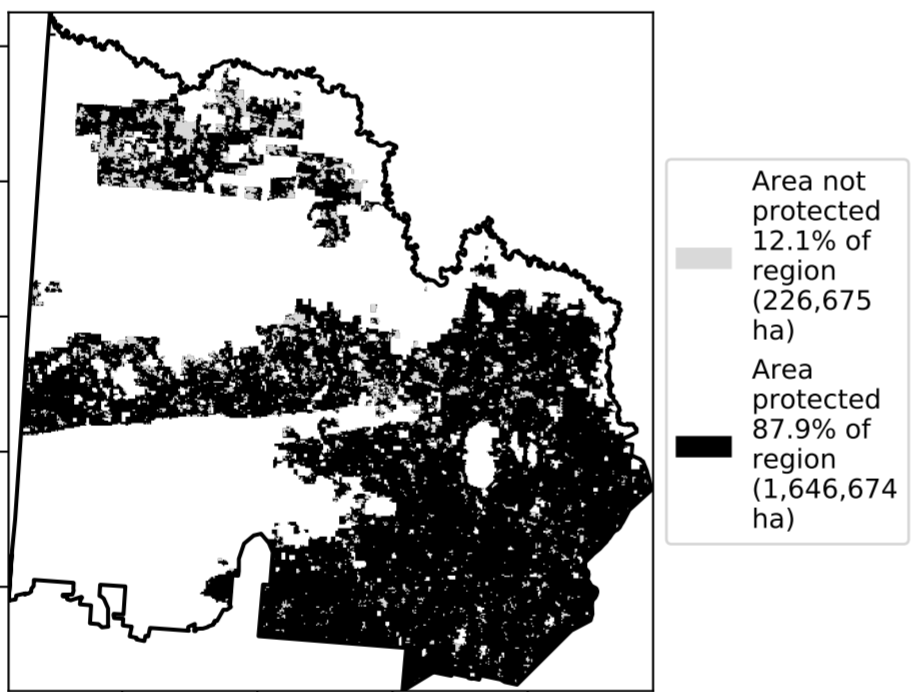 Area not
protected
12.1% of
region
(226,675
ha)
Area
protected
87.9% of
region
(1,646,674
ha)